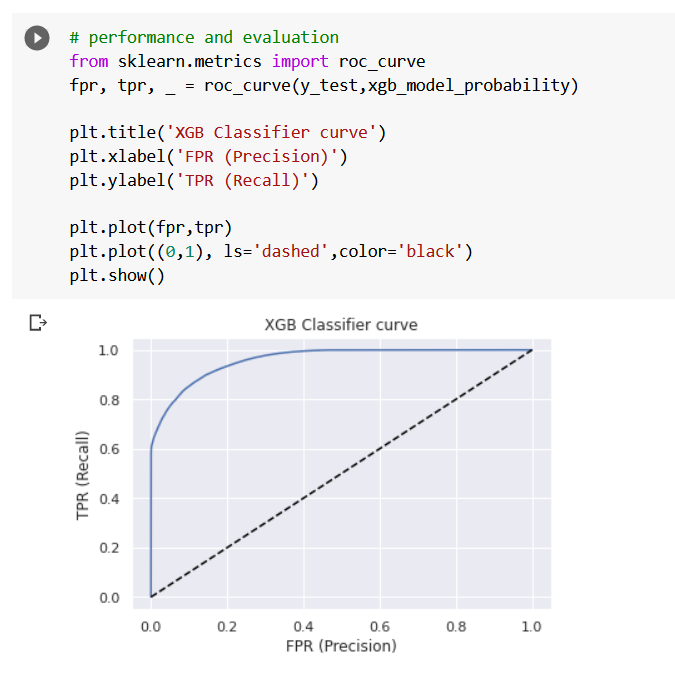 # performance and evaluation
from sklearn.metrics import roc_curve
fpr, tpr, _ = roc_curve(y_test,xgb_model_probability)
plt.title('XGB Classifier curve')
plt.xlabel('FPR (Precision)')
plt.ylabel('TPR (Recall)')
plt.plot(fpr,tpr)
plt.plot((0,1), ls='dashed',color='black')
plt.show()
XGB Classifier curve
TPR (Recall)
1.0
0.8
0.6
0.4
0.2
0.0
0.0 0.2 0.4 0.6 0.8 1.0
FPR (Precision)